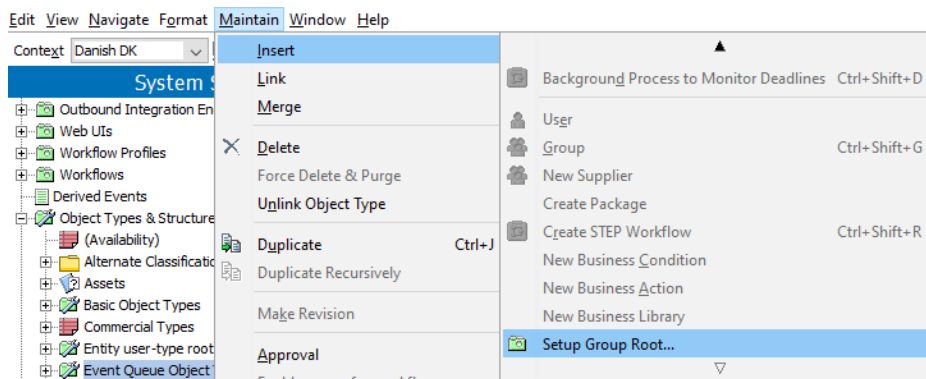 Edit View Navigate Format Maintain Window Help
Context Danish DK
System S
Outbound Integration En
Web UIs
Workflow Profiles
Workflows
Derived Events
Object Types & Structure
(Availability)
Alternate Classificatio
Assets
Basic Object Types
Commercial Types
Entity user-type root
Event Queue Object
Insert
Link
Merge
Delete
Force Delete & Purge
Unlink Object Type
Duplicate Ctrl+J
Duplicate Recursively
Make Revision
Approval
Background Process to Monitor Deadlines Ctrl+Shift+D
User
Group Ctrl+Shift+G
New Supplier
Create Package
Create STEP Workflow Ctrl+Shift+R
New Business Condition
New Business Action
New Business Library
Setup Group Root...